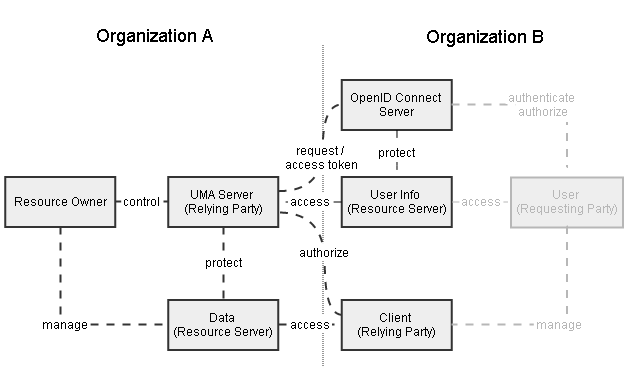 Organization A
Organization B
OpenID Connect
Server
authenticate
authorize
request /
access token
protect
Resource Owner
control
UMA Server
(Relying Party)
access
User Info
(Resource Server)
access
User
(Requesting Party)
protect
authorize
manage
Data
(Resource Server)
access
Client
(Relying Party)
manage